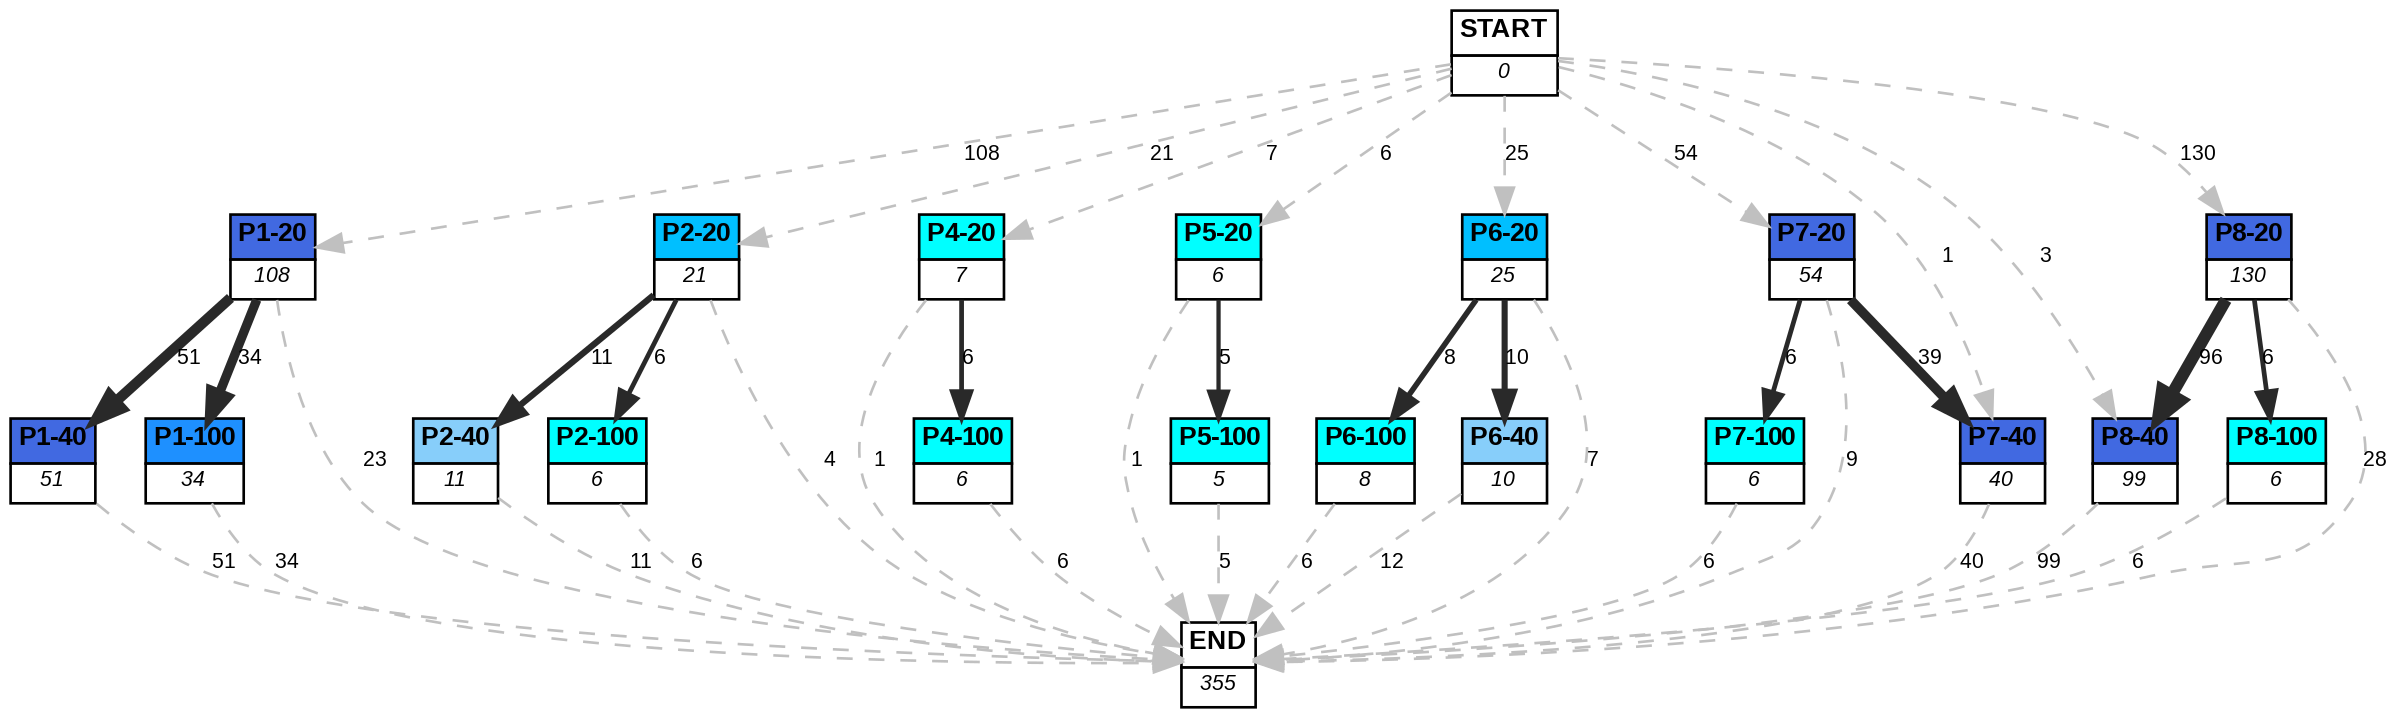 START
0
108
21
7
6
25
54
130
P1-20
108
P2-20
21
P4-20
7
P5-20
6
P6-20
25
P7-20
54
P8-20
130
1
3
51
34
11
6
6
5
8
10
6
39
96
6
P1-40
51
P1-100
34
P2-40
11
P2-100
6
P4-100
6
P5-100
5
P6-100
8
P6-40
10
P7-100
6
P7-40
40
P8-40
99
P8-100
6
23
4
1
1
7
9
28
51
34
11
6
6
5
6
12
6
40
99
6
END
355